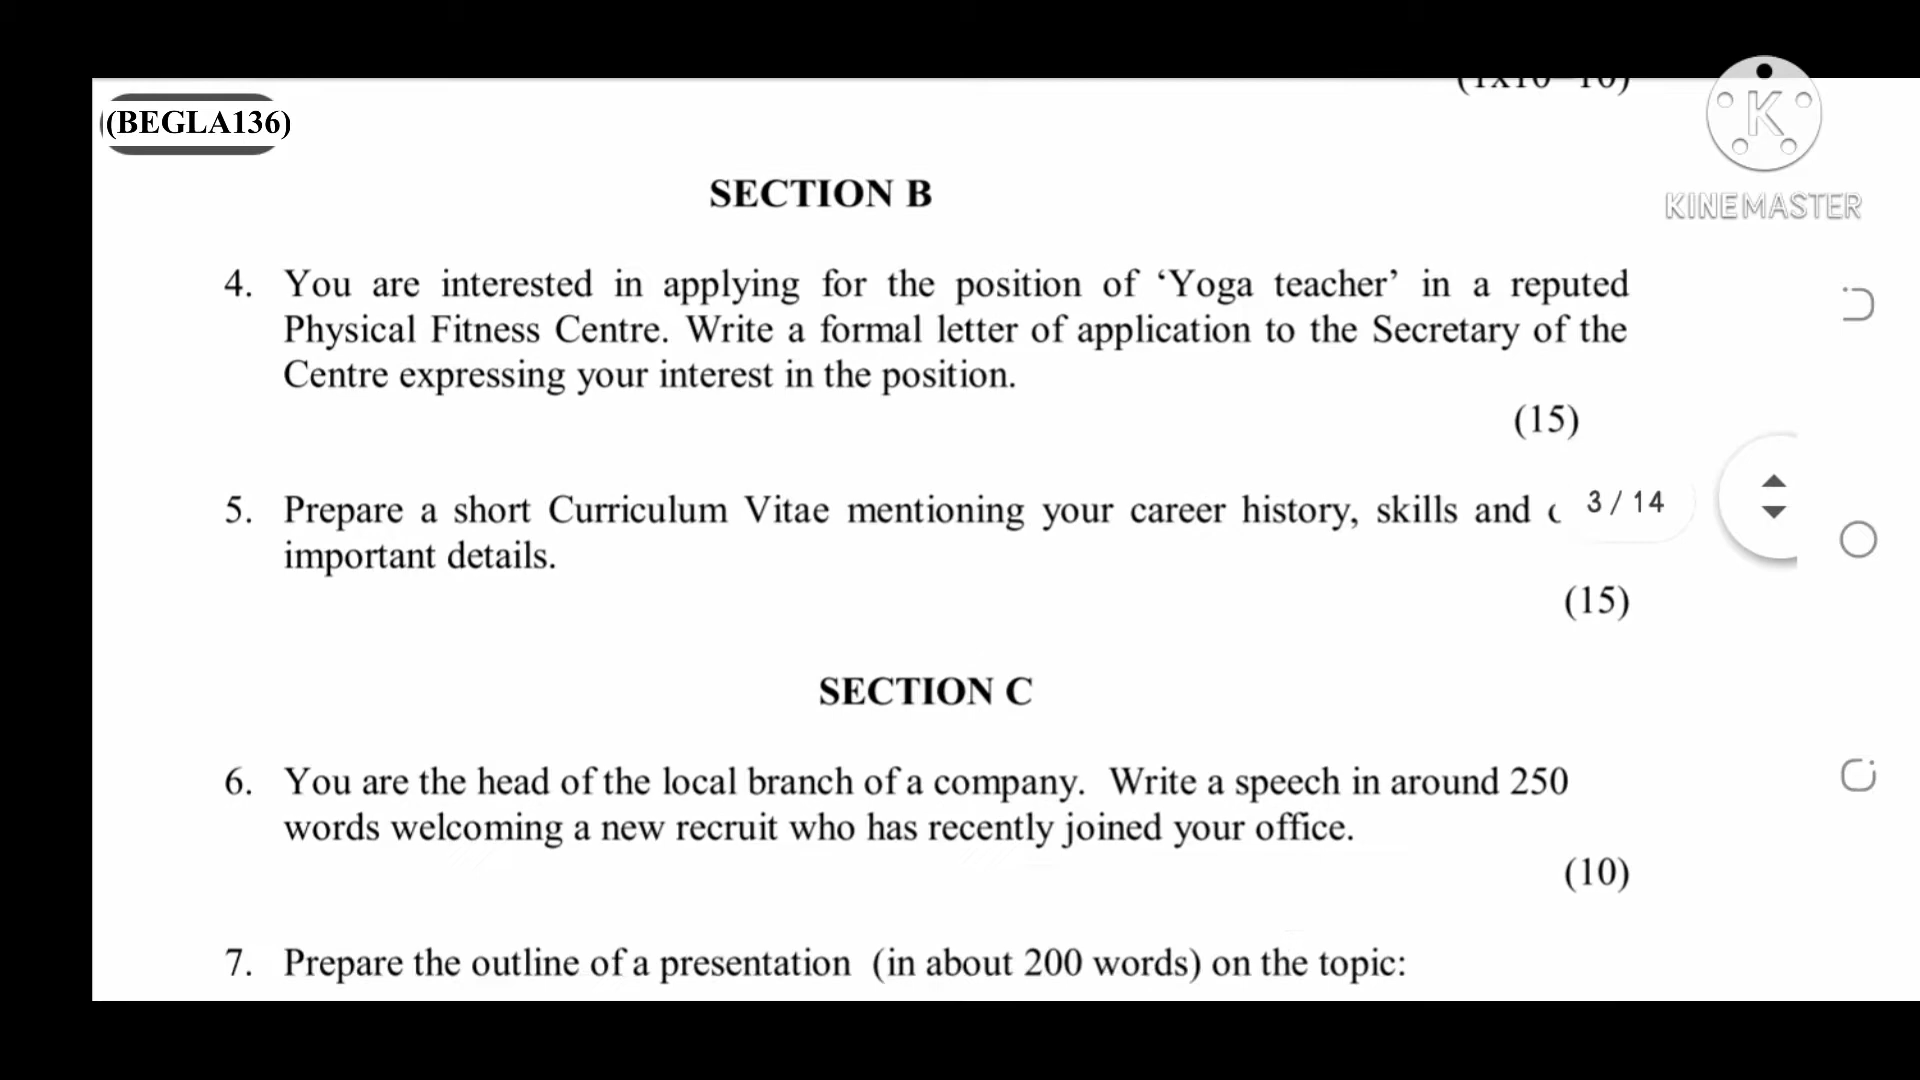 (BEGLA136)
K
KINEMASTER
SECTION B
4. You are interested in applying for the position of ‘Yoga teacher’ in a reputed
Physical Fitness Centre. Write a formal letter of application to the Secretary of the
Centre expressing your interest in the position.
(15)
5. Prepare a short Curriculum Vitae mentioning your career history, skills and
3 / 14
important details.
(15)
SECTION C
6. You are the head of the local branch of a company. Write a speech in around 250
words welcoming a new recruit who has recently joined your office.
(10)
7. Prepare the outline of a presentation (in about 200 words) on the topic: